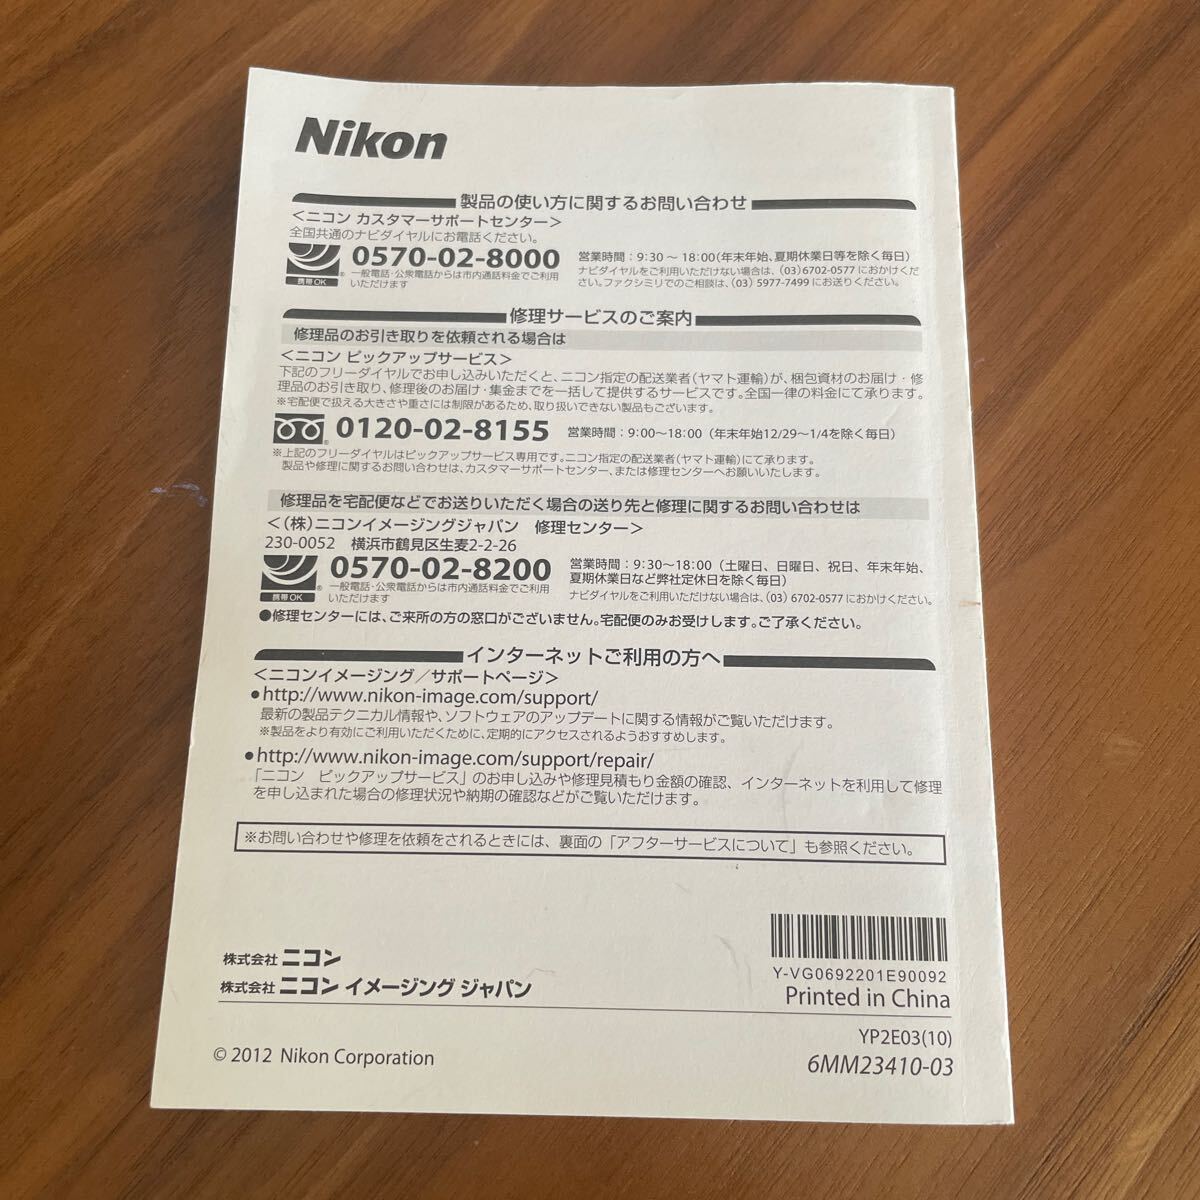 Nikon
製品の使い方に関するお問い合わせ
＜ニコン カスタマーサポートセンター＞
全国共通のナビダイヤルにお電話ください。
携帯OK
0570-02-8000
一般電話・公衆電話からは市内通話料金でご利用
いただけます
営業時間：9:30～18:00（年末年始、夏期休業日等を除く毎日）
ナビダイヤルをご利用いただけない場合は、（03）6702-0577におかけくだ
さい。ファクシミリでのご相談は、（03）5977-7499にお送りください。
修理サービスのご案内
修理品のお引き取りを依頼される場合は
＜ニコン ピックアップサービス＞
下記のフリーダイヤルでお申し込みいただくと、ニコン指定の配送業者（ヤマト運輸）が、梱包資材のお届け・修
理品のお引き取り、修理後のお届け・集金までを一括して提供するサービスです。全国一律の料金にて承ります。
※宅配便で扱える大きさや重さには制限があるため、取り扱いできない製品もございます。
0120-02-8155
営業時間：9:00～18:00（年末年始12/29～1/4を除く毎日）
※上記のフリーダイヤルはピックアップサービス専用です。ニコン指定の配送業者（ヤマト運輸）にて承ります。
製品や修理に関するお問い合わせは、カスタマーサポートセンター、または修理センターへお願いいたします。
修理品を宅配便などでお送りいただく場合の送り先と修理に関するお問い合わせは
＜（株）ニコンイメージングジャパン　修理センター＞
230-0052　横浜市鶴見区生麦2-2-26
携帯OK
0570-02-8200
一般電話・公衆電話からは市内通話料金でご利用
いただけます
営業時間：9:30～18:00（土曜日、日曜日、祝日、年末年始、
夏期休業日など弊社定休日を除く毎日）
ナビダイヤルをご利用いただけない場合は、（03）6702-0577におかけください。
●修理センターには、ご来所の方の窓口がございません。宅配便のみお受けします。ご了承ください。
インターネットご利用の方へ
＜ニコンイメージング／サポートページ＞
●http://www.nikon-image.com/support/
最新の製品テクニカル情報や、ソフトウェアのアップデートに関する情報がご覧いただけます。
※製品をより有効にご利用いただくために、定期的にアクセスされるようおすすめします。
●http://www.nikon-image.com/support/repair/
「ニコン　ピックアップサービス」のお申し込みや修理見積もり金額の確認、インターネットを利用して修理
を申し込まれた場合の修理状況や納期の確認などがご覧いただけます。
※お問い合わせや修理を依頼をされるときには、裏面の「アフターサービスについて」も参照ください。
株式会社 ニコン
株式会社 ニコン イメージング ジャパン
Y-VG0692201E90092
Printed in China
YP2E03(10)
6MM23410-03
© 2012 Nikon Corporation